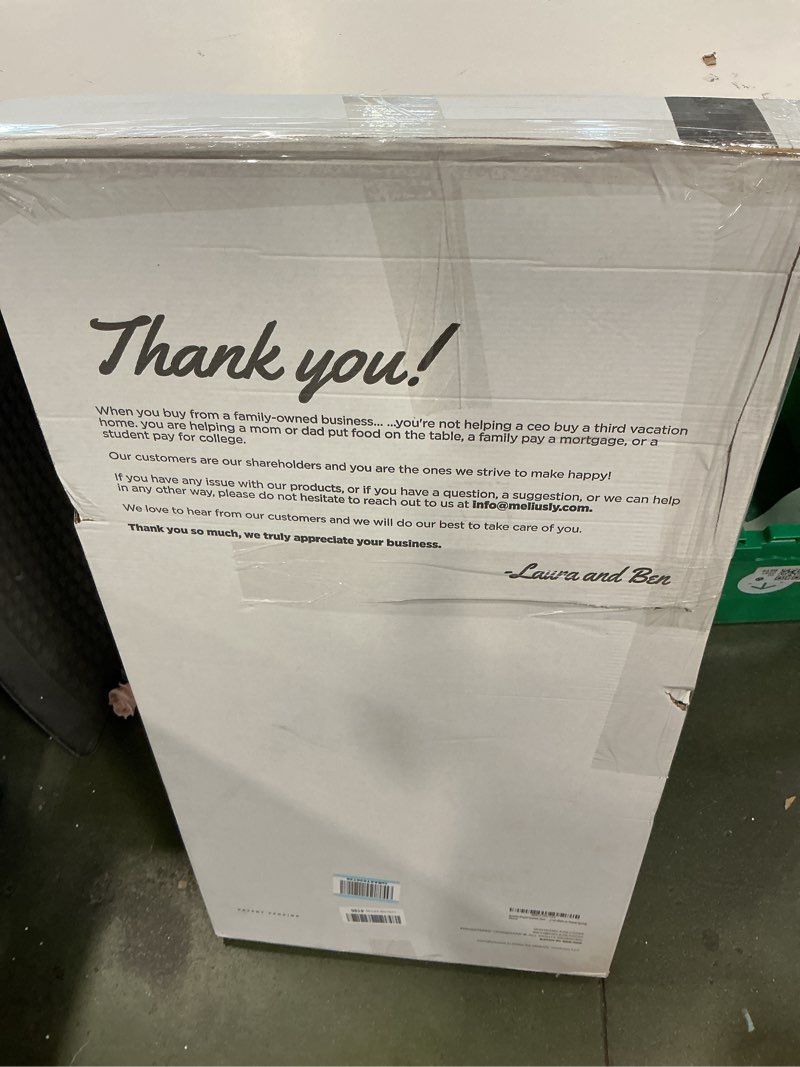 Thank you!
When you buy from a family-owned business... ...you're not helping a ceo buy a third vacation
home. you are helping a mom or dad put food on the table, a family pay a mortgage, or a
student pay for college.
Our customers are our shareholders and you are the ones we strive to make happy!
If you have any issue with our products, or if you have a question, a suggestion, or we can help
in any other way, please do not hesitate to reach out to us at Info@meliusly.com.
We love to hear from our customers and we will do our best to take care of you.
Thank you so much, we truly appreciate your business.
-Laura and Ben
PATENT PENDING